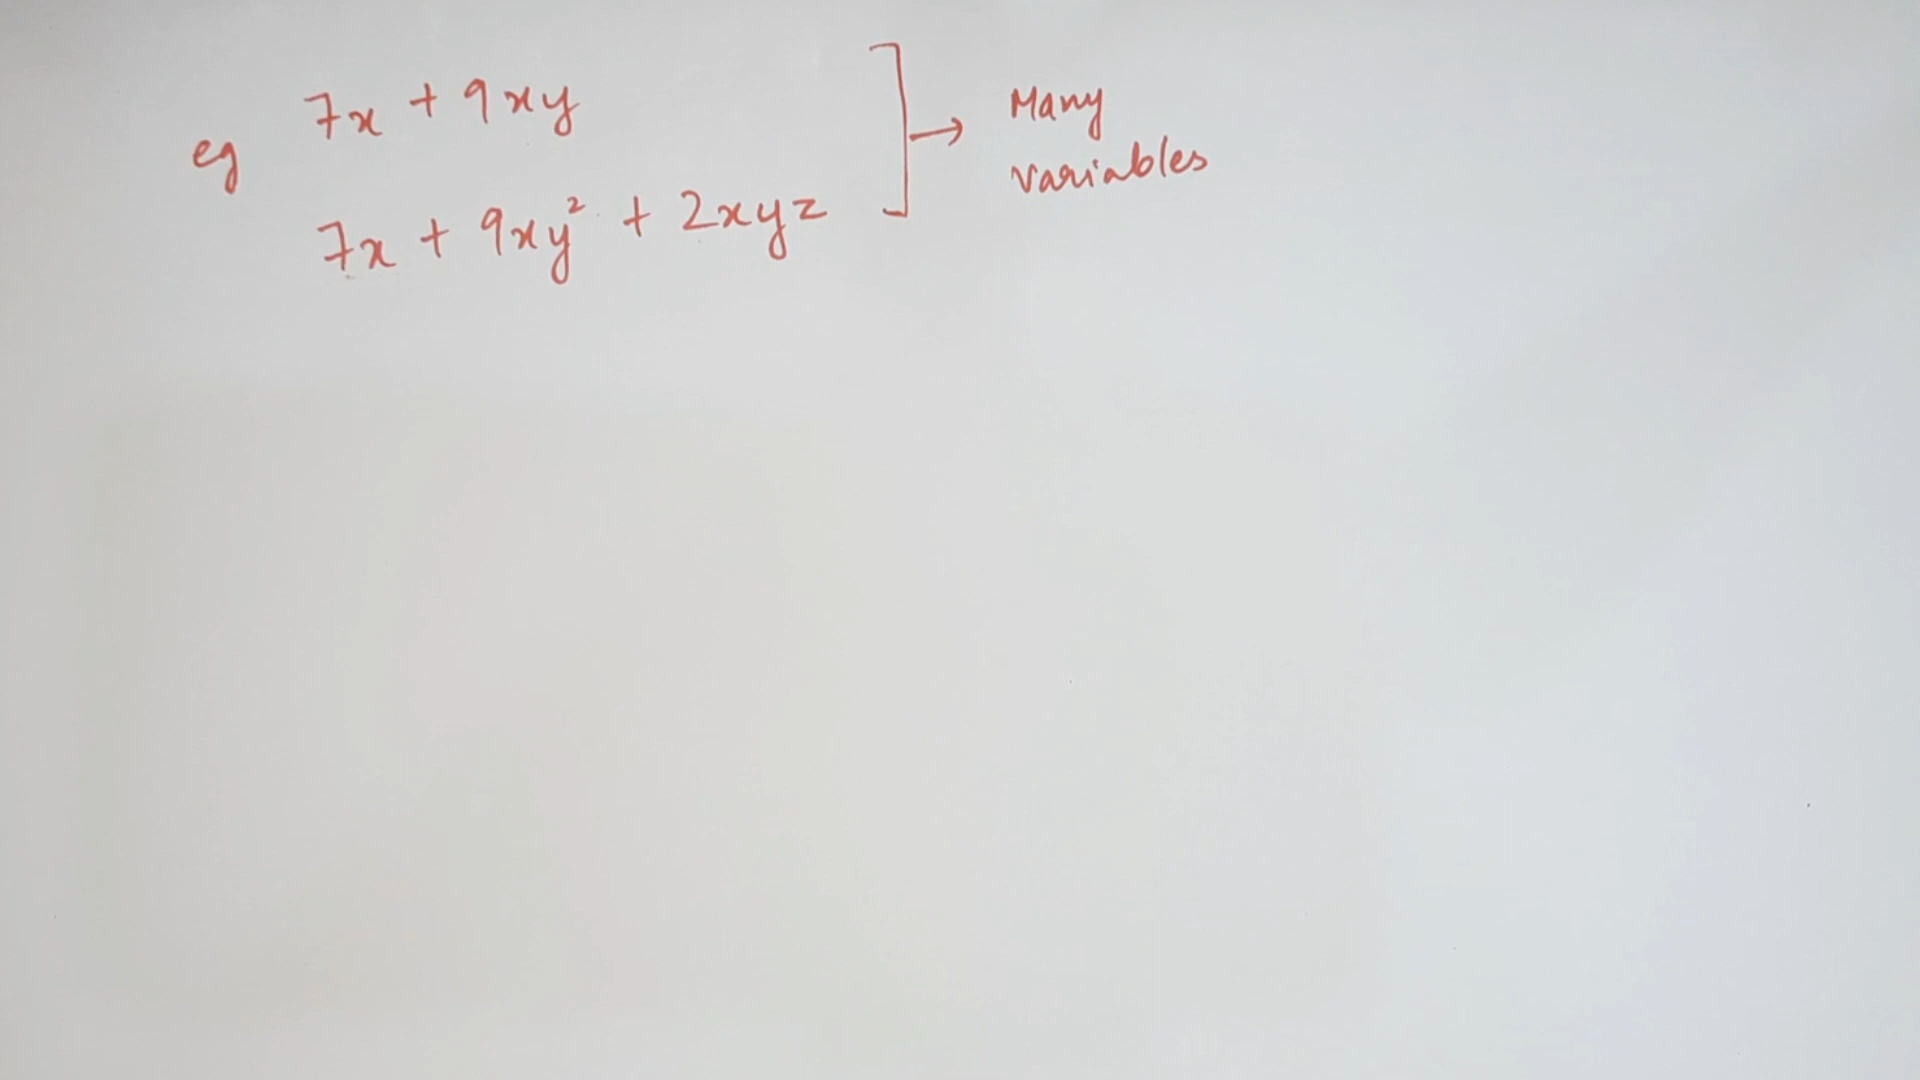 eg 7x + 9xy
7x + 9xy² + 2xyz
→ Many
variables